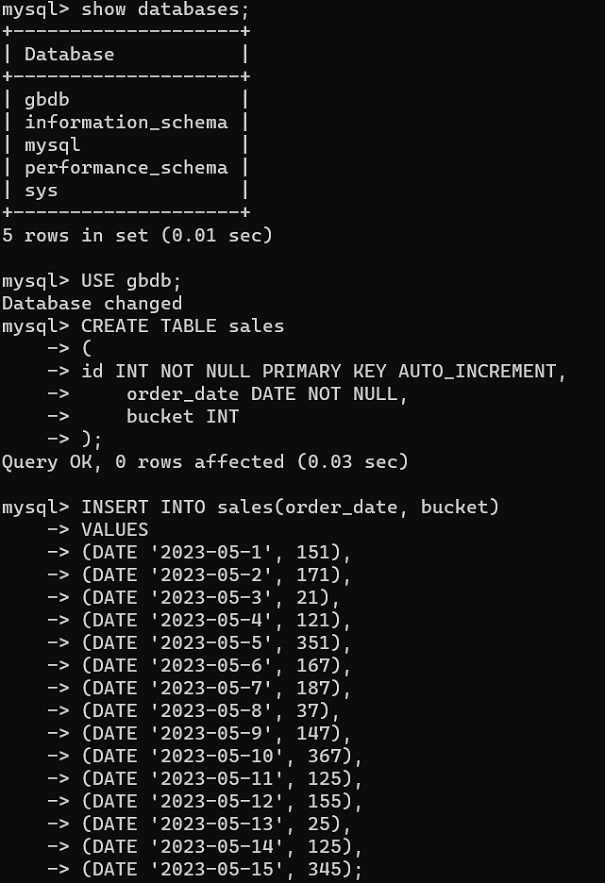 mysql> show databases;
+--------------------+
| Database           |
+--------------------+
| gbdb               |
| information_schema |
| mysql              |
| performance_schema |
| sys                |
+--------------------+
5 rows in set (0.01 sec)

mysql> USE gbdb;
Database changed
mysql> CREATE TABLE sales
    -> (
    -> id INT NOT NULL PRIMARY KEY AUTO_INCREMENT,
    ->     order_date DATE NOT NULL,
    ->     bucket INT
    -> );
Query OK, 0 rows affected (0.03 sec)

mysql> INSERT INTO sales(order_date, bucket)
    -> VALUES
    -> (DATE '2023-05-1', 151),
    -> (DATE '2023-05-2', 171),
    -> (DATE '2023-05-3', 21),
    -> (DATE '2023-05-4', 121),
    -> (DATE '2023-05-5', 351),
    -> (DATE '2023-05-6', 167),
    -> (DATE '2023-05-7', 187),
    -> (DATE '2023-05-8', 37),
    -> (DATE '2023-05-9', 147),
    -> (DATE '2023-05-10', 367),
    -> (DATE '2023-05-11', 125),
    -> (DATE '2023-05-12', 155),
    -> (DATE '2023-05-13', 25),
    -> (DATE '2023-05-14', 125),
    -> (DATE '2023-05-15', 345);